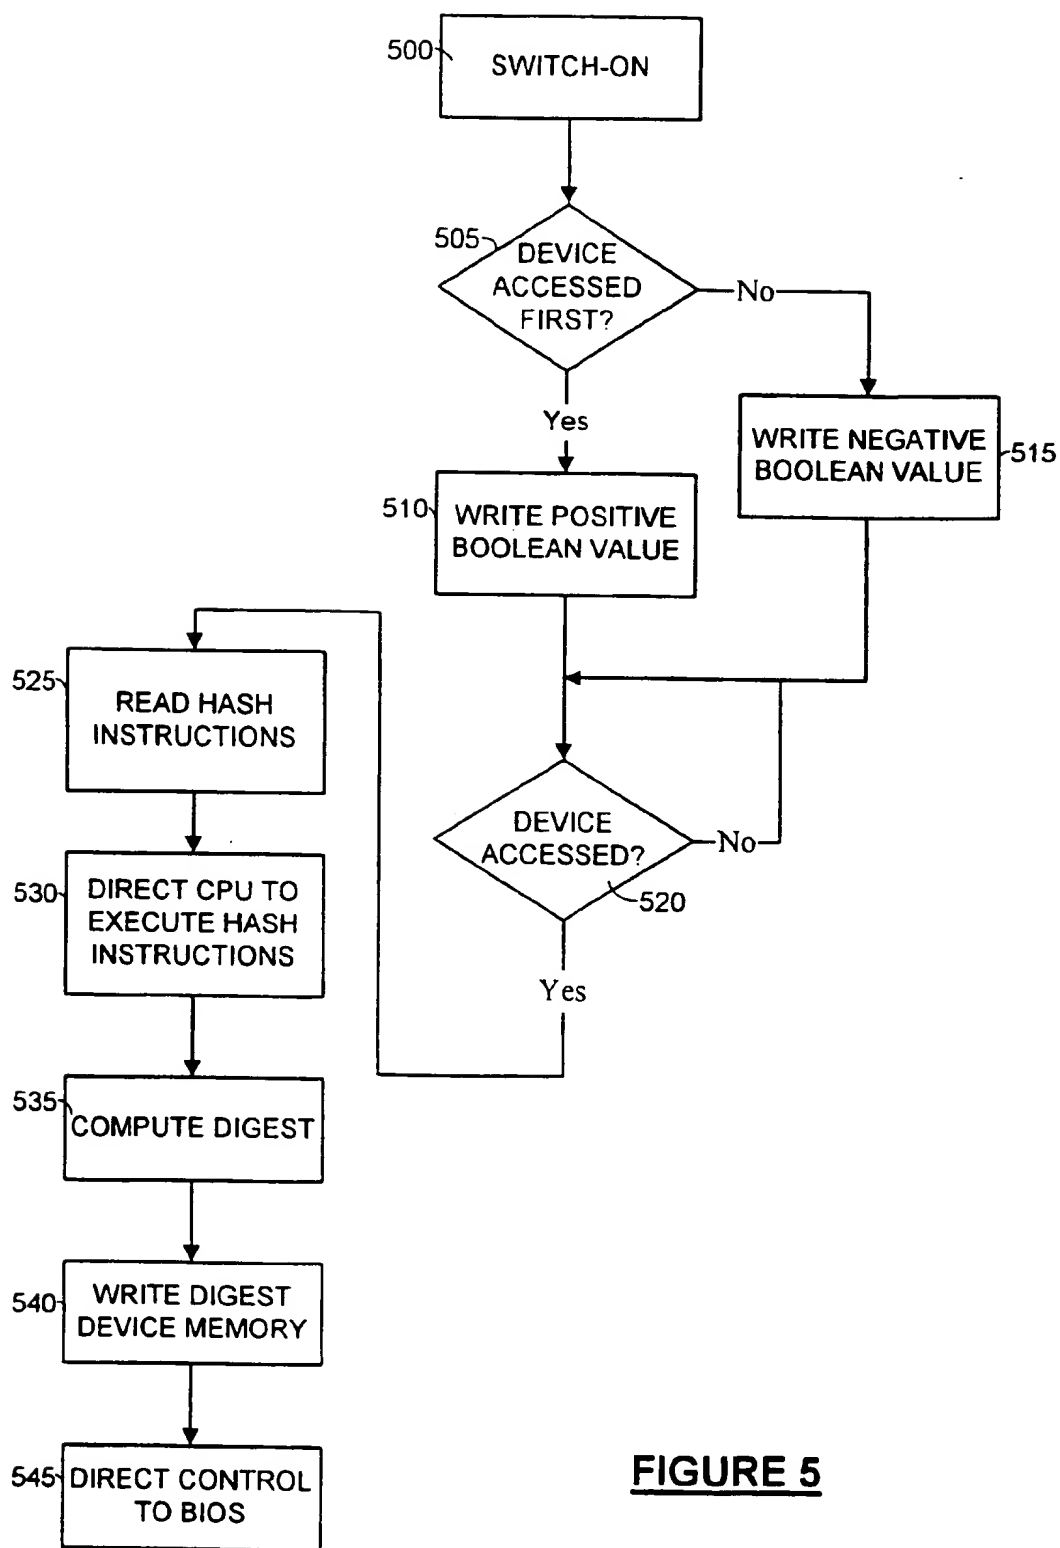 500
SWITCH-ON
505
DEVICE
ACCESSED
FIRST?
No
Yes
WRITE NEGATIVE
BOOLEAN VALUE
515
510
WRITE POSITIVE
BOOLEAN VALUE
525
READ HASH
INSTRUCTIONS
DEVICE
ACCESSED?
No
520
Yes
530
DIRECT CPU TO
EXECUTE HASH
INSTRUCTIONS
535
COMPUTE DIGEST
540
WRITE DIGEST
DEVICE MEMORY
545
DIRECT CONTROL
TO BIOS
FIGURE 5